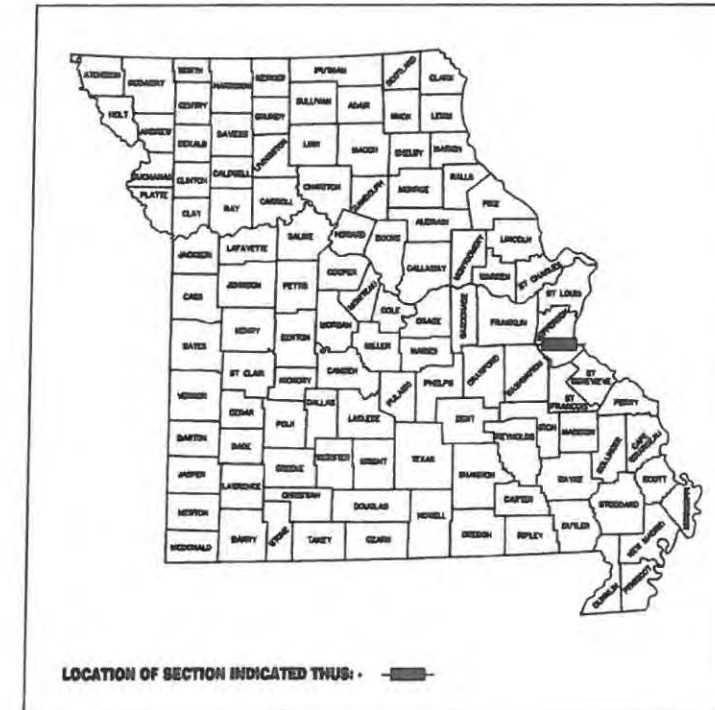 ATCHISON
NODAWAY
WORTH
HARRISON
MERCER
PUTNAM
SCOTLAND
CLARK
HOLT
GENTRY
GRUNDY
SULLIVAN
ADAIR
KNOX
LEWIS
ANDREW
DEKALB
DAVIESS
LIVINGSTON
LINN
MACON
SHELBY
MARION
BUCHANAN
CLINTON
CALDWELL
CHARITON
RANDOLPH
MONROE
RALLS
PLATTE
CLAY
RAY
CARROLL
PIKE
AUDRAIN
SALINE
HOWARD
BOONE
LINCOLN
JACKSON
LAFAYETTE
CALLAWAY
MONTGOMERY
WARREN
ST CHARLES
COOPER
CASS
JOHNSON
PETTIS
MONITEAU
COLE
OSAGE
GASCONADE
FRANKLIN
ST LOUIS
JEFFERSON
MORGAN
BATES
HENRY
BENTON
MILLER
MARIES
ST CLAIR
CAMDEN
PULASKI
PHELPS
CRAWFORD
WASHINGTON
ST GENEVIEVE
ST FRANCOIS
PERRY
VERNON
HICKORY
CEDAR
POLK
DALLAS
LACLEDE
DENT
IRON
REYNOLDS
MADISON
BOLLINGER
CAPE GIRARDEAU
BARTON
DADE
GREENE
WEBSTER
WRIGHT
TEXAS
SHANNON
WAYNE
SCOTT
JASPER
LAWRENCE
CHRISTIAN
DOUGLAS
CARTER
STODDARD
MISSISSIPPI
NEWTON
HOWELL
BUTLER
NEW MADRID
MCDONALD
BARRY
STONE
TANEY
OZARK
OREGON
RIPLEY
DUNKLIN
PEMISCOT
LOCATION OF SECTION INDICATED THUS: -